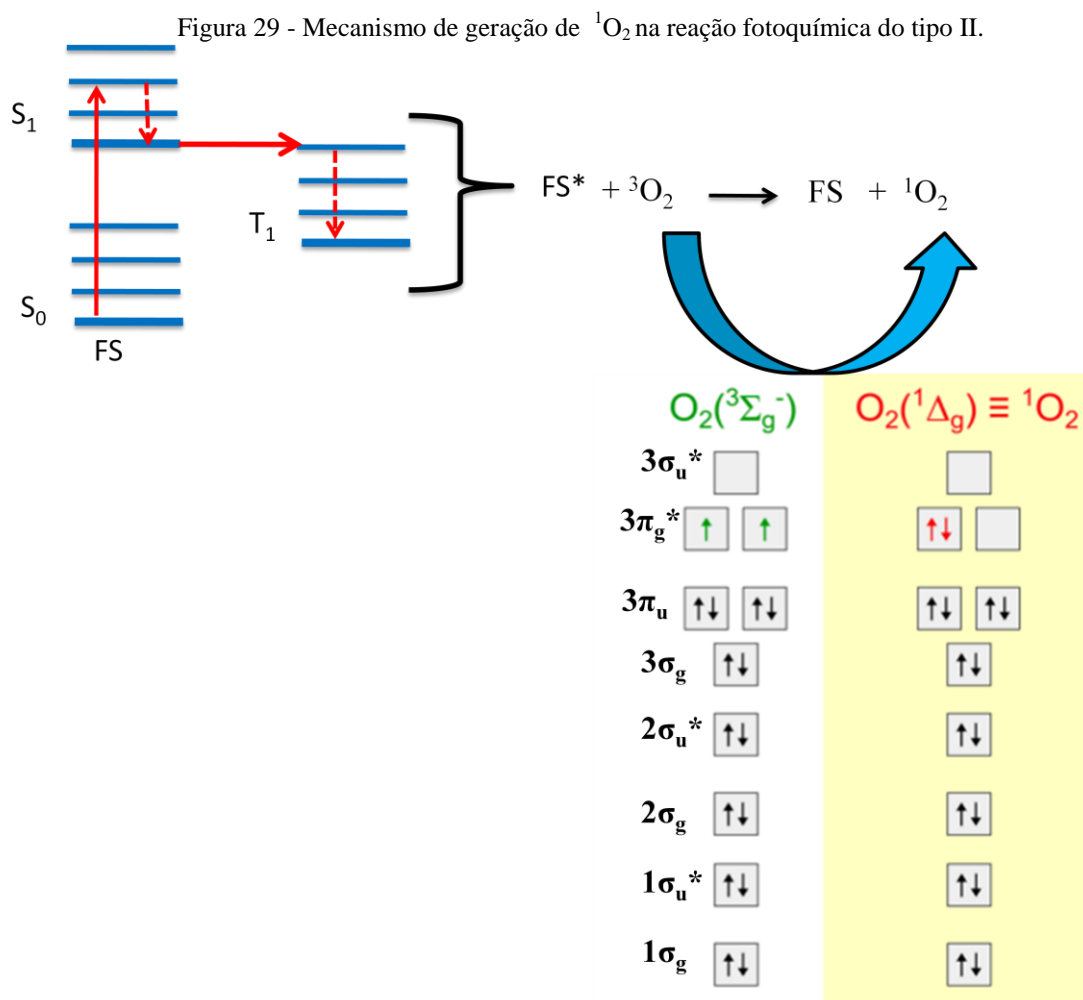 Figura 29 - Mecanismo de geração de ¹O₂ na reação fotoquímica do tipo II.
S₁
T₁
S₀
FS
FS* + ³O₂ ⟶ FS + ¹O₂
O₂(³Σg⁻) O₂(¹Δg) ≡ ¹O₂
3σᵤ*
3πg* ↑ ↑ ↑↓
3πᵤ ↑↓ ↑↓ ↑↓ ↑↓
3σg ↑↓ ↑↓
2σᵤ* ↑↓ ↑↓
2σg ↑↓ ↑↓
1σᵤ* ↑↓ ↑↓
1σg ↑↓ ↑↓